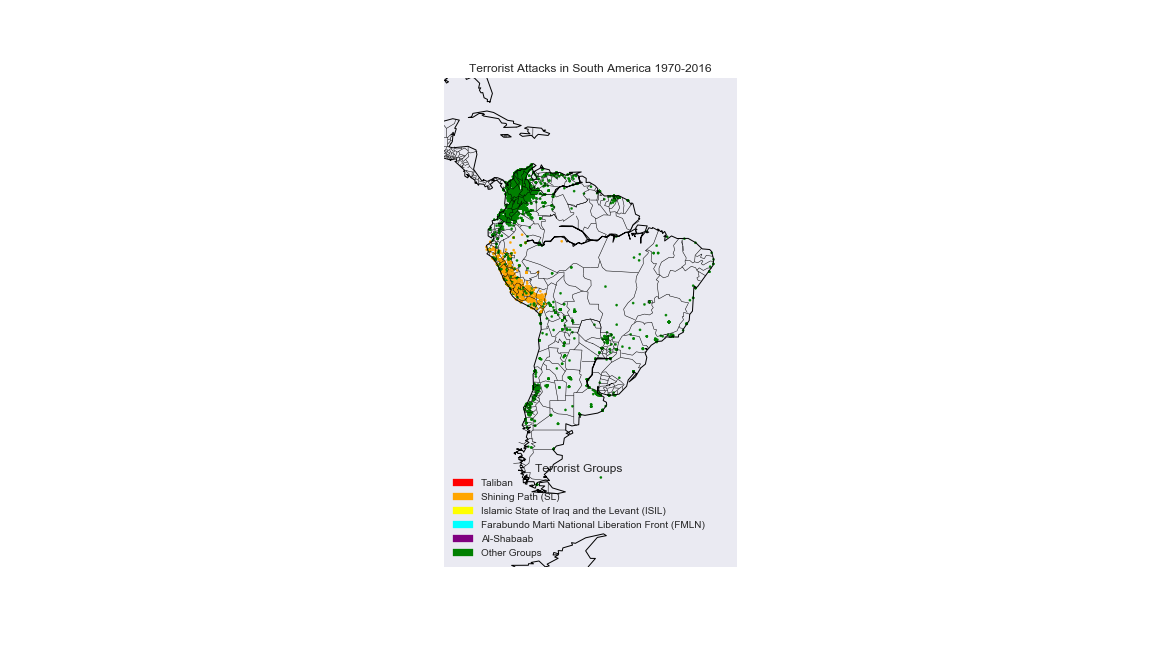 Terrorist Attacks in South America 1970-2016
Terrorist Groups
Taliban
Shining Path (SL)
Islamic State of Iraq and the Levant (ISIL)
Farabundo Marti National Liberation Front (FMLN)
Al-Shabaab
Other Groups